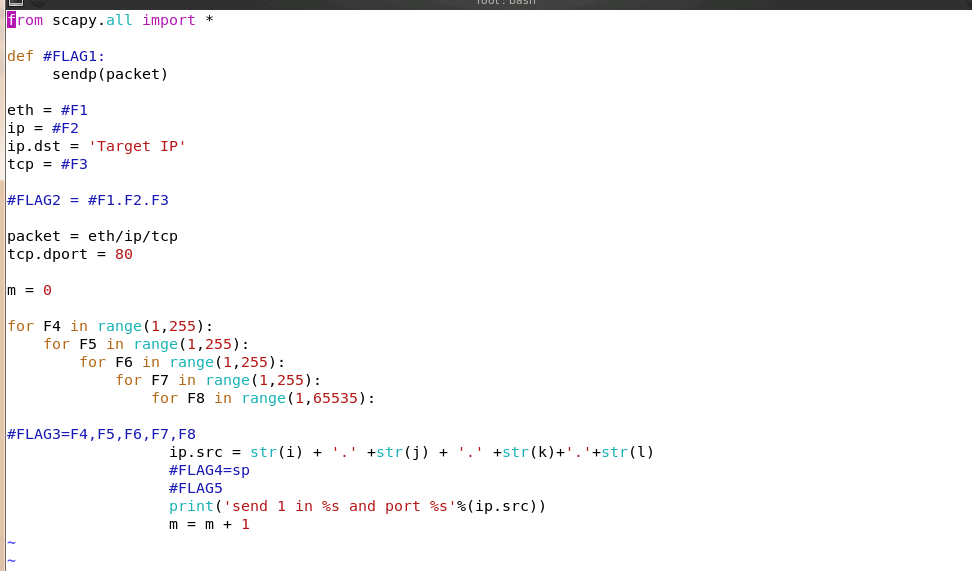 root : bash
from scapy.all import *
def #FLAG1:
sendp(packet)
eth = #F1
ip = #F2
ip.dst = 'Target IP'
tcp = #F3
#FLAG2 = #F1.F2.F3
packet = eth/ip/tcp
tcp.dport = 80
m = 0
for F4 in range(1,255):
for F5 in range(1,255):
for F6 in range(1,255):
for F7 in range(1,255):
for F8 in range(1,65535):
#FLAG3=F4,F5,F6,F7,F8
ip.src = str(i) + '.' +str(j) + '.' +str(k)+'.'+str(l)
#FLAG4=sp
#FLAG5
print('send 1 in %s and port %s'%(ip.src))
m = m + 1
~
~